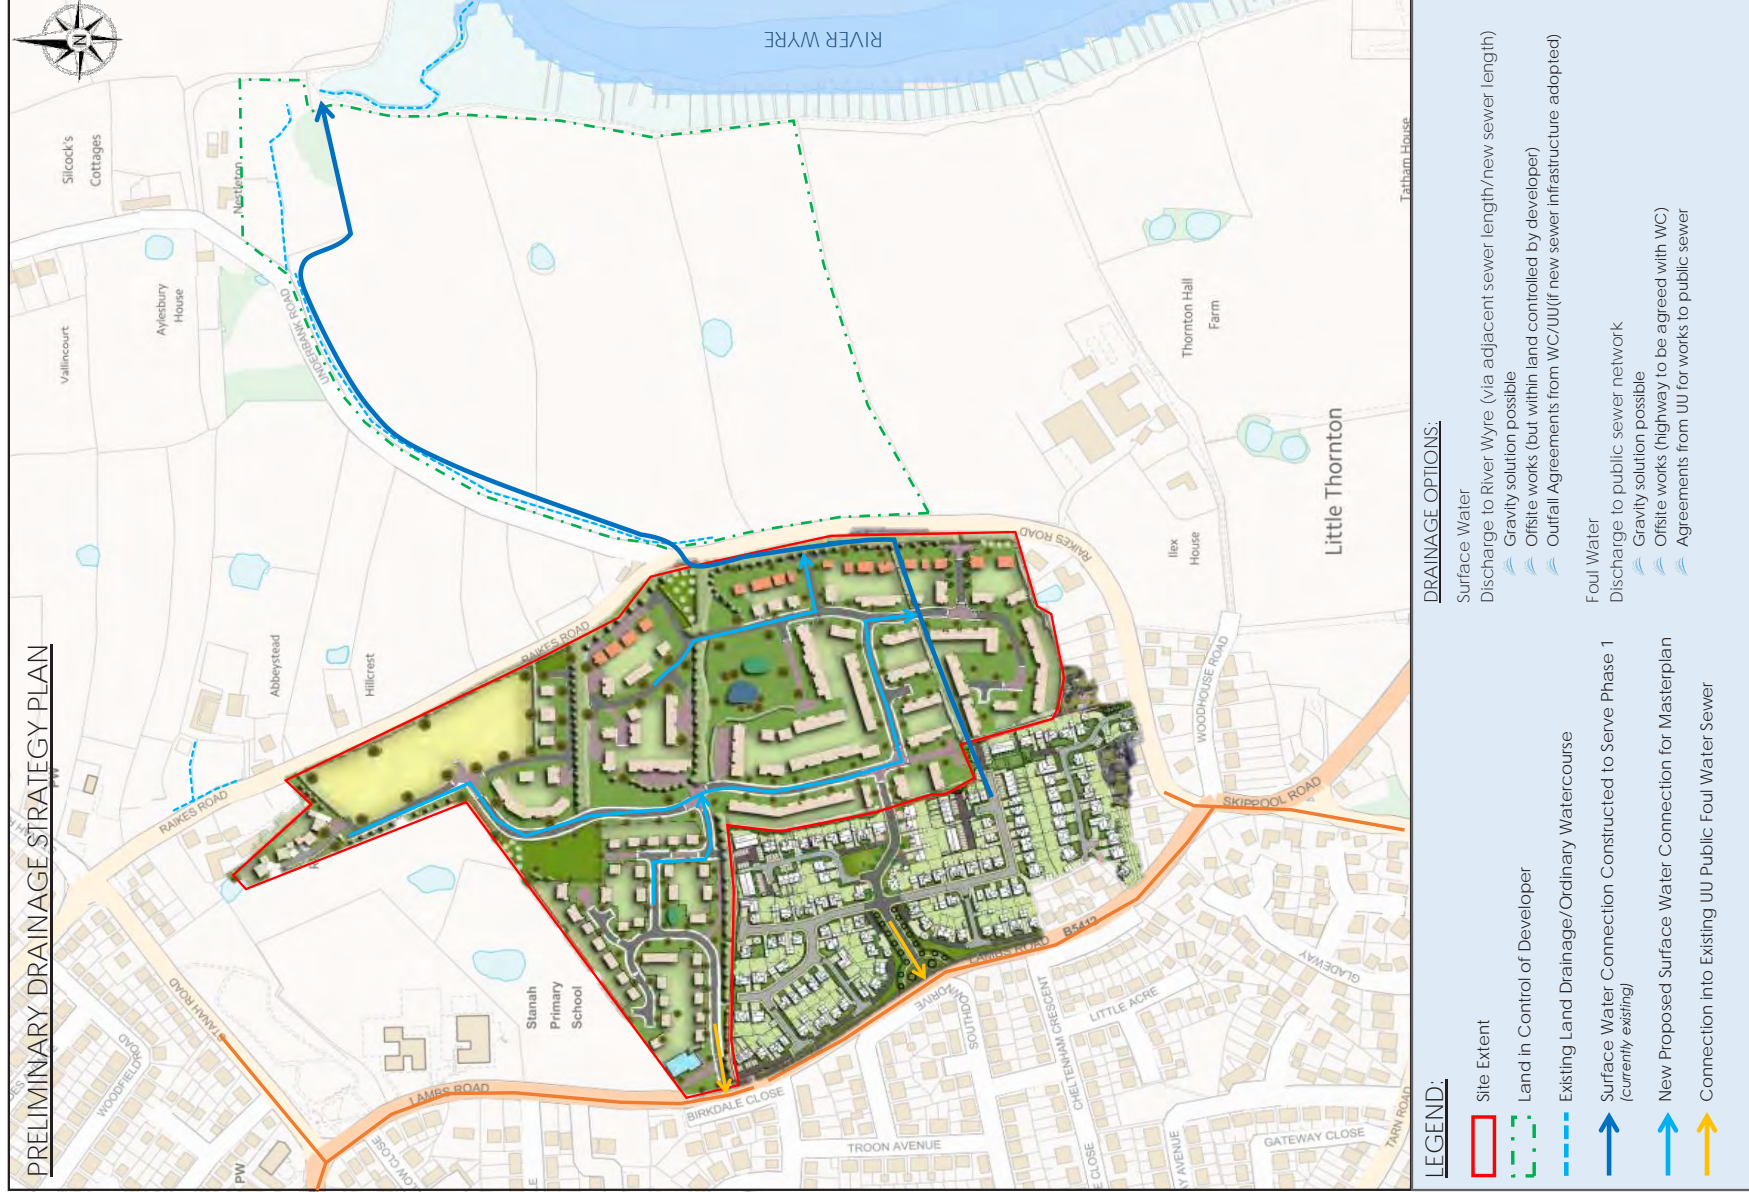 PRELIMINARY DRAINAGE STRATEGY PLAN
N
RIVER WYRE
Silcock's
Cottages
Nestleton
Vallincourt
Aylesbury
House
UNDERBANK ROAD
Abbeystead
Hillcrest
RAIKES ROAD
RAIKES ROAD
RAIKES ROAD
PW
STANAH ROAD
WOODFIELD ROAD
Stanah
Primary
School
LAMBS ROAD
PW
BIRKDALE CLOSE
TROON AVENUE
SOUTHDOWN DRIVE
CHELTENHAM CRESCENT
LITTLE ACRE
LAMBS ROAD
B5412
GLADEWAY
GATEWAY CLOSE
TARN ROAD
SKIPPOOL ROAD
WOODHOUSE ROAD
Ilex
House
Little Thornton
Thornton Hall
Farm
Tatham House
LEGEND:
Site Extent
Land in Control of Developer
Existing Land Drainage/Ordinary Watercourse
Surface Water Connection Constructed to Serve Phase 1
(currently existing)
New Proposed Surface Water Connection for Masterplan
Connection into Existing UU Public Foul Water Sewer
DRAINAGE OPTIONS:
Surface Water
Discharge to River Wyre (via adjacent sewer length/new sewer length)
Gravity solution possible
Offsite works (but within land controlled by developer)
Outfall Agreements from WC/UU(if new sewer infrastructure adopted)
Foul Water
Discharge to public sewer network
Gravity solution possible
Offsite works (highway to be agreed with WC)
Agreements from UU for works to public sewer